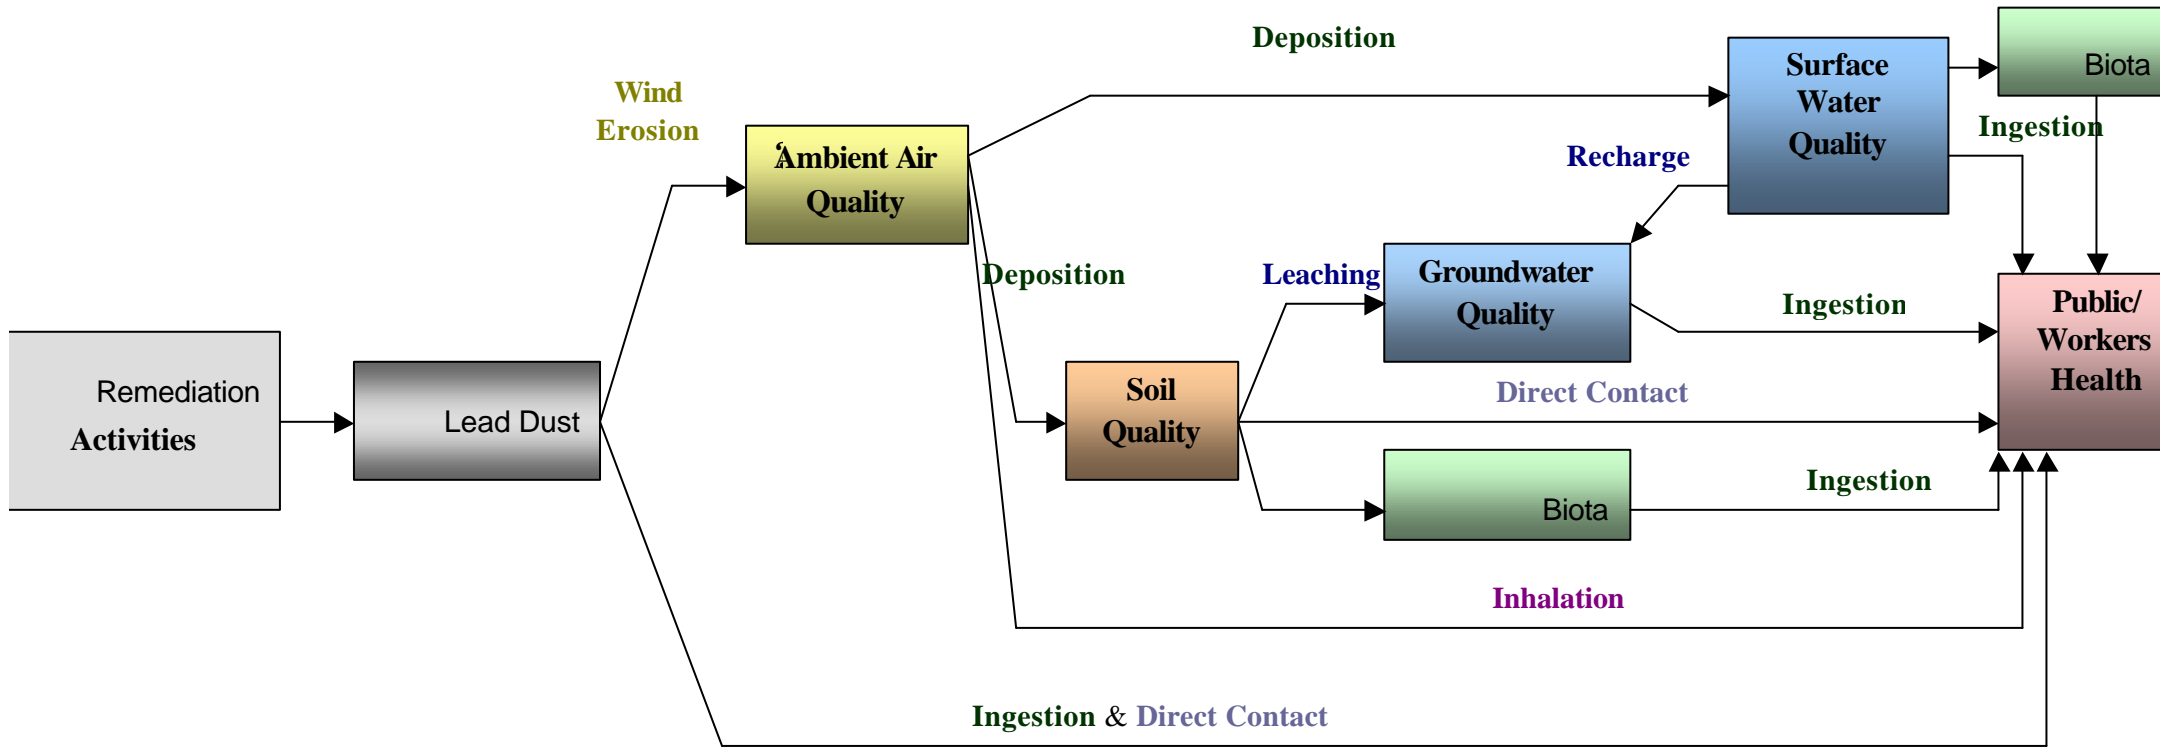 Deposition
Surface
Water
Quality
Biota
Wind
Erosion
Ingestion
‘Ambient Air
Quality
Recharge
Deposition
Leaching
Groundwater
Quality
Ingestion
Public/
Workers
Health
Remediation
Activities
Lead Dust
Soil
Quality
Direct Contact
Biota
Ingestion
Inhalation
Ingestion & Direct Contact